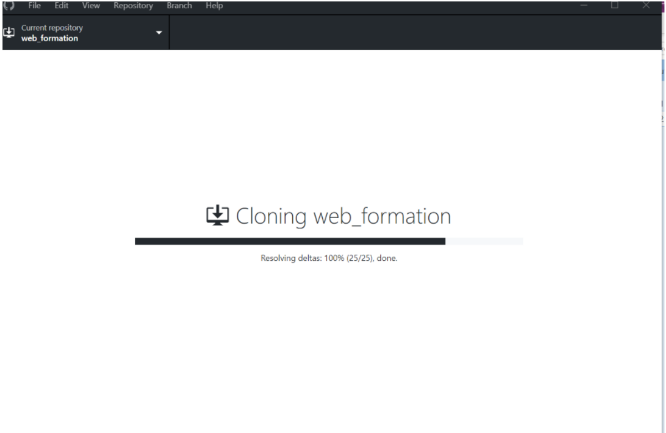 File Edit View Repository Branch Help
Current repository
web_formation
Cloning web_formation
Resolving deltas: 100% (25/25), done.